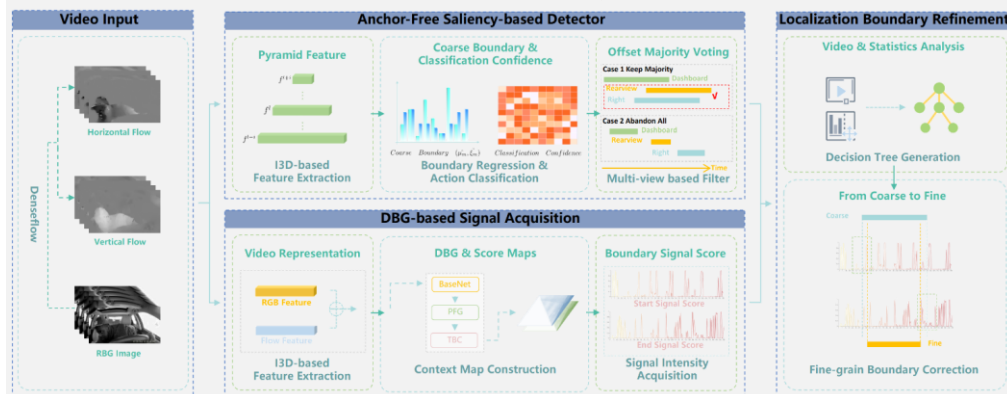 Video Input
Denseflow
Horizontal Flow
Vertical Flow
RBG Image
Anchor-Free Saliency-based Detector
Pyramid Feature
I3D-based
Feature Extraction
Coarse Boundary &
Classification Confidence
Coarse Boundary
Classification Confidence
Boundary Regression &
Action Classification
Offset Majority Voting
Case 1 Keep Majority
Dashboard
Rearview
Right
√
Case 2 Abandon All
Dashboard
Rearview
Right
Time
Multi-view based Filter
DBG-based Signal Acquisition
Video Representation
RGB Feature
Flow Feature
I3D-based
Feature Extraction
DBG & Score Maps
BaseNet
PFG
TBC
Context Map Construction
Boundary Signal Score
Start Signal Score
End Signal Score
Signal Intensity
Acquisition
Localization Boundary Refinement
Video & Statistics Analysis
Decision Tree Generation
From Coarse to Fine
Coarse
Fine
Fine-grain Boundary Correction